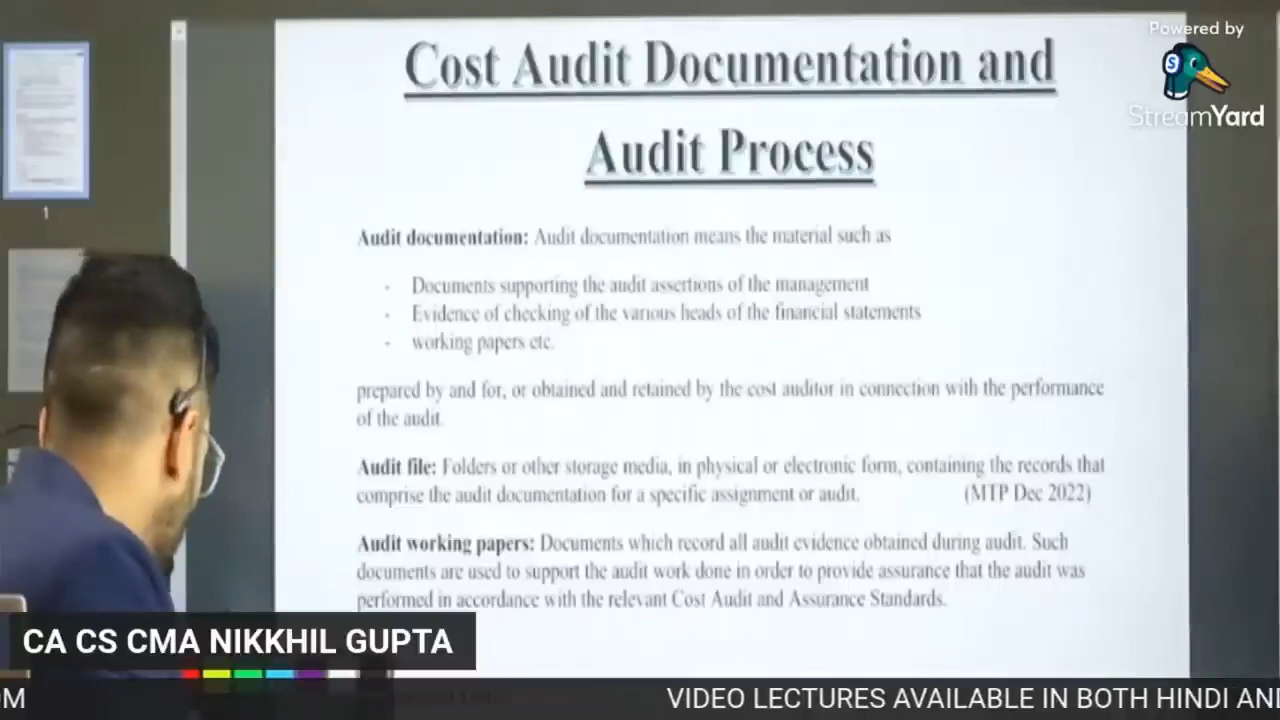 Powered by
StreamYard
Cost Audit Documentation and
Audit Process
Audit documentation: Audit documentation means the material such as
- Documents supporting the audit assertions of the management
- Evidence of checking of the various heads of the financial statements
- working papers etc.
prepared by and for, or obtained and retained by the cost auditor in connection with the performance
of the audit.
Audit file: Folders or other storage media, in physical or electronic form, containing the records that
comprise the audit documentation for a specific assignment or audit. (MTP Dec 2022)
Audit working papers: Documents which record all audit evidence obtained during audit. Such
documents are used to support the audit work done in order to provide assurance that the audit was
performed in accordance with the relevant Cost Audit and Assurance Standards.
1
CA CS CMA NIKKHIL GUPTA
OM
VIDEO LECTURES AVAILABLE IN BOTH HINDI AN